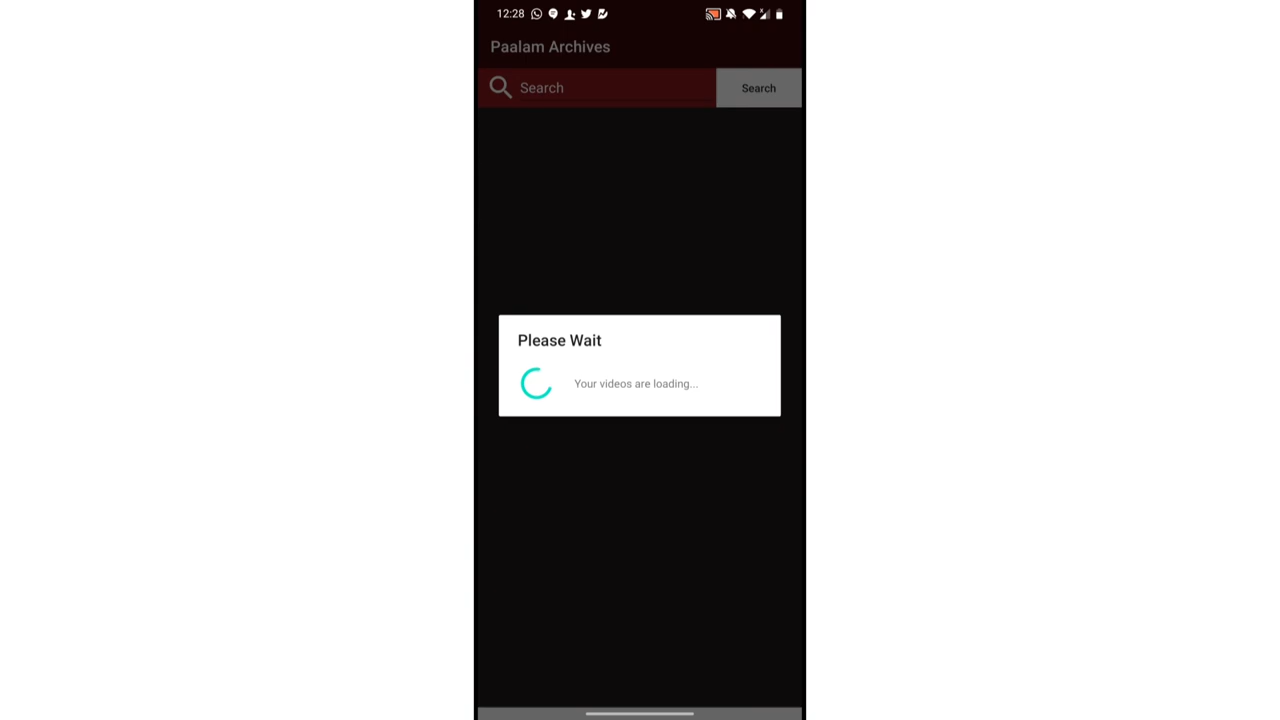 12:28
Paalam Archives
Search
Search
Please Wait
Your videos are loading...